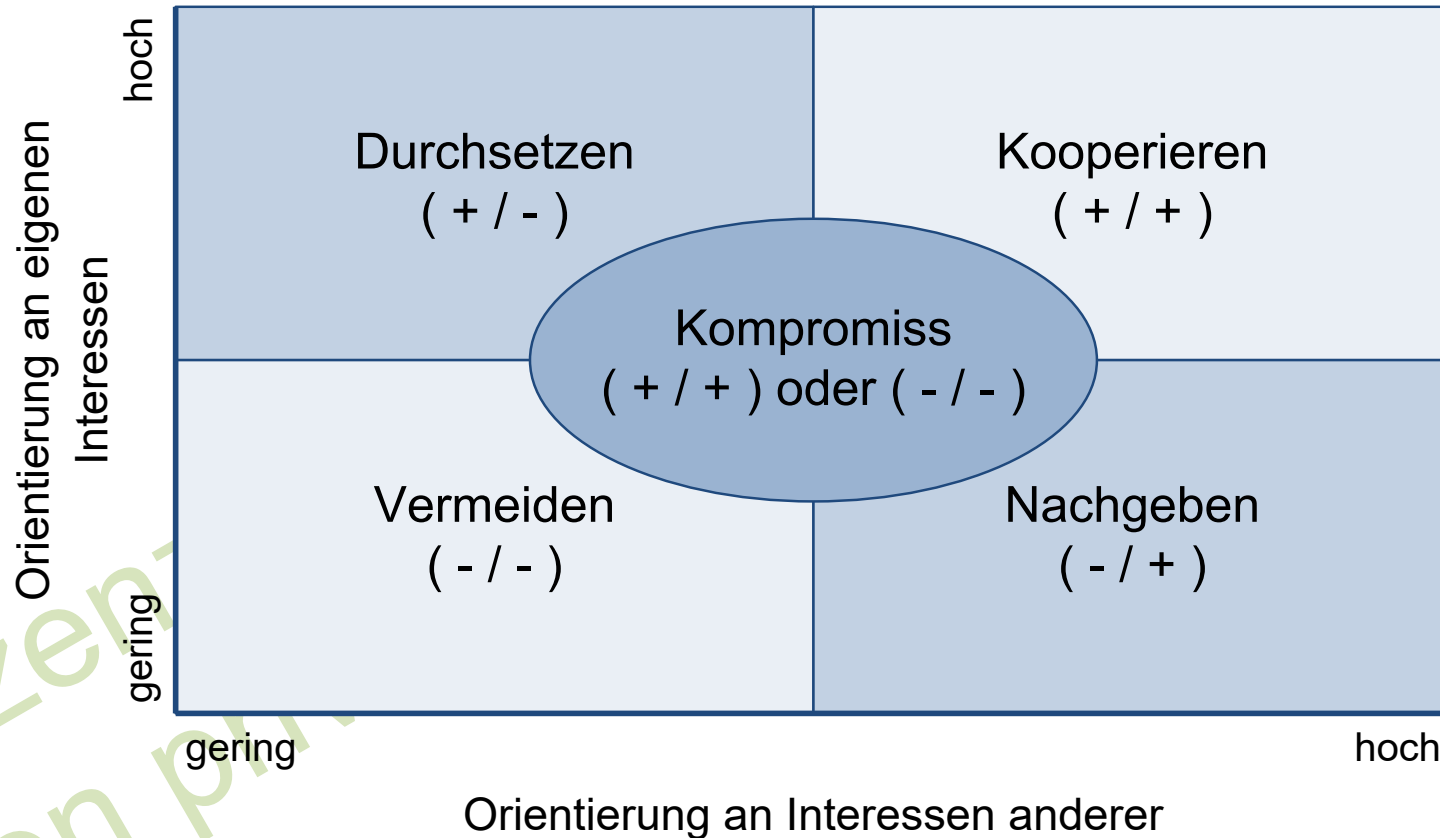 Orientierung an eigenen
Interessen
hoch
gering
Durchsetzen
( + / - )
Kooperieren
( + / + )
Kompromiss
( + / + ) oder ( - / - )
Vermeiden
( - / - )
Nachgeben
( - / + )
gering
hoch
Orientierung an Interessen anderer